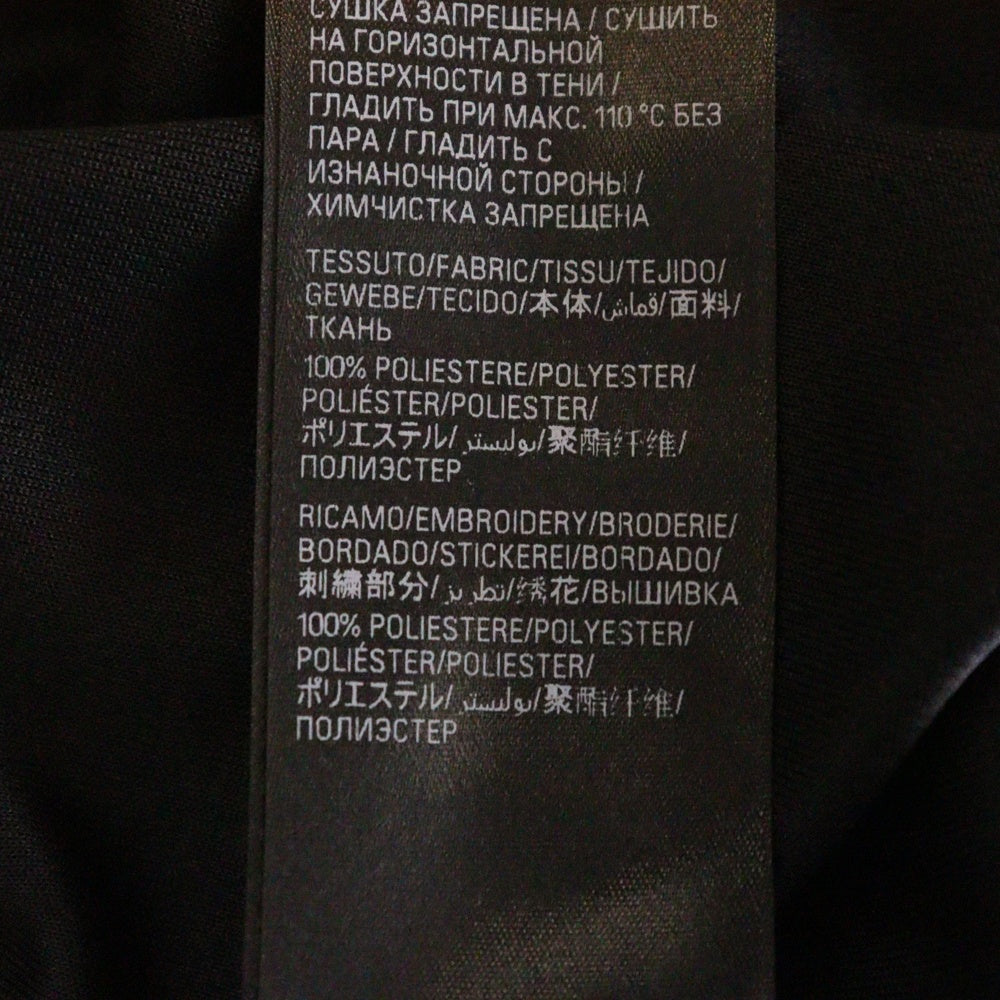 СУШКА ЗАПРЕЩЕНА / СУШИТЬ
НА ГОРИЗОНТАЛЬНОЙ
ПОВЕРХНОСТИ В ТЕНИ /
ГЛАДИТЬ ПРИ МАКС. 110 °C БЕЗ
ПАРА / ГЛАДИТЬ С
ИЗНАНОЧНОЙ СТОРОНЫ /
ХИМЧИСТКА ЗАПРЕЩЕНА
TESSUTO/FABRIC/TISSU/TEJIDO/
GEWEBE/TECIDO/本体/قماش/面料/
ТКАНЬ
100% POLIESTERE/POLYESTER/
POLIÉSTER/POLIESTER/
ポリエステル/بوليستر/聚酯纤维/
ПОЛИЭСТЕР
RICAMO/EMBROIDERY/BRODERIE/
BORDADO/STICKEREI/BORDADO/
刺繍部分/تطريز/绣花/ВЫШИВКА
100% POLIESTERE/POLYESTER/
POLIÉSTER/POLIESTER/
ポリエステル/بوليستر/聚酯纤维/
ПОЛИЭСТЕР